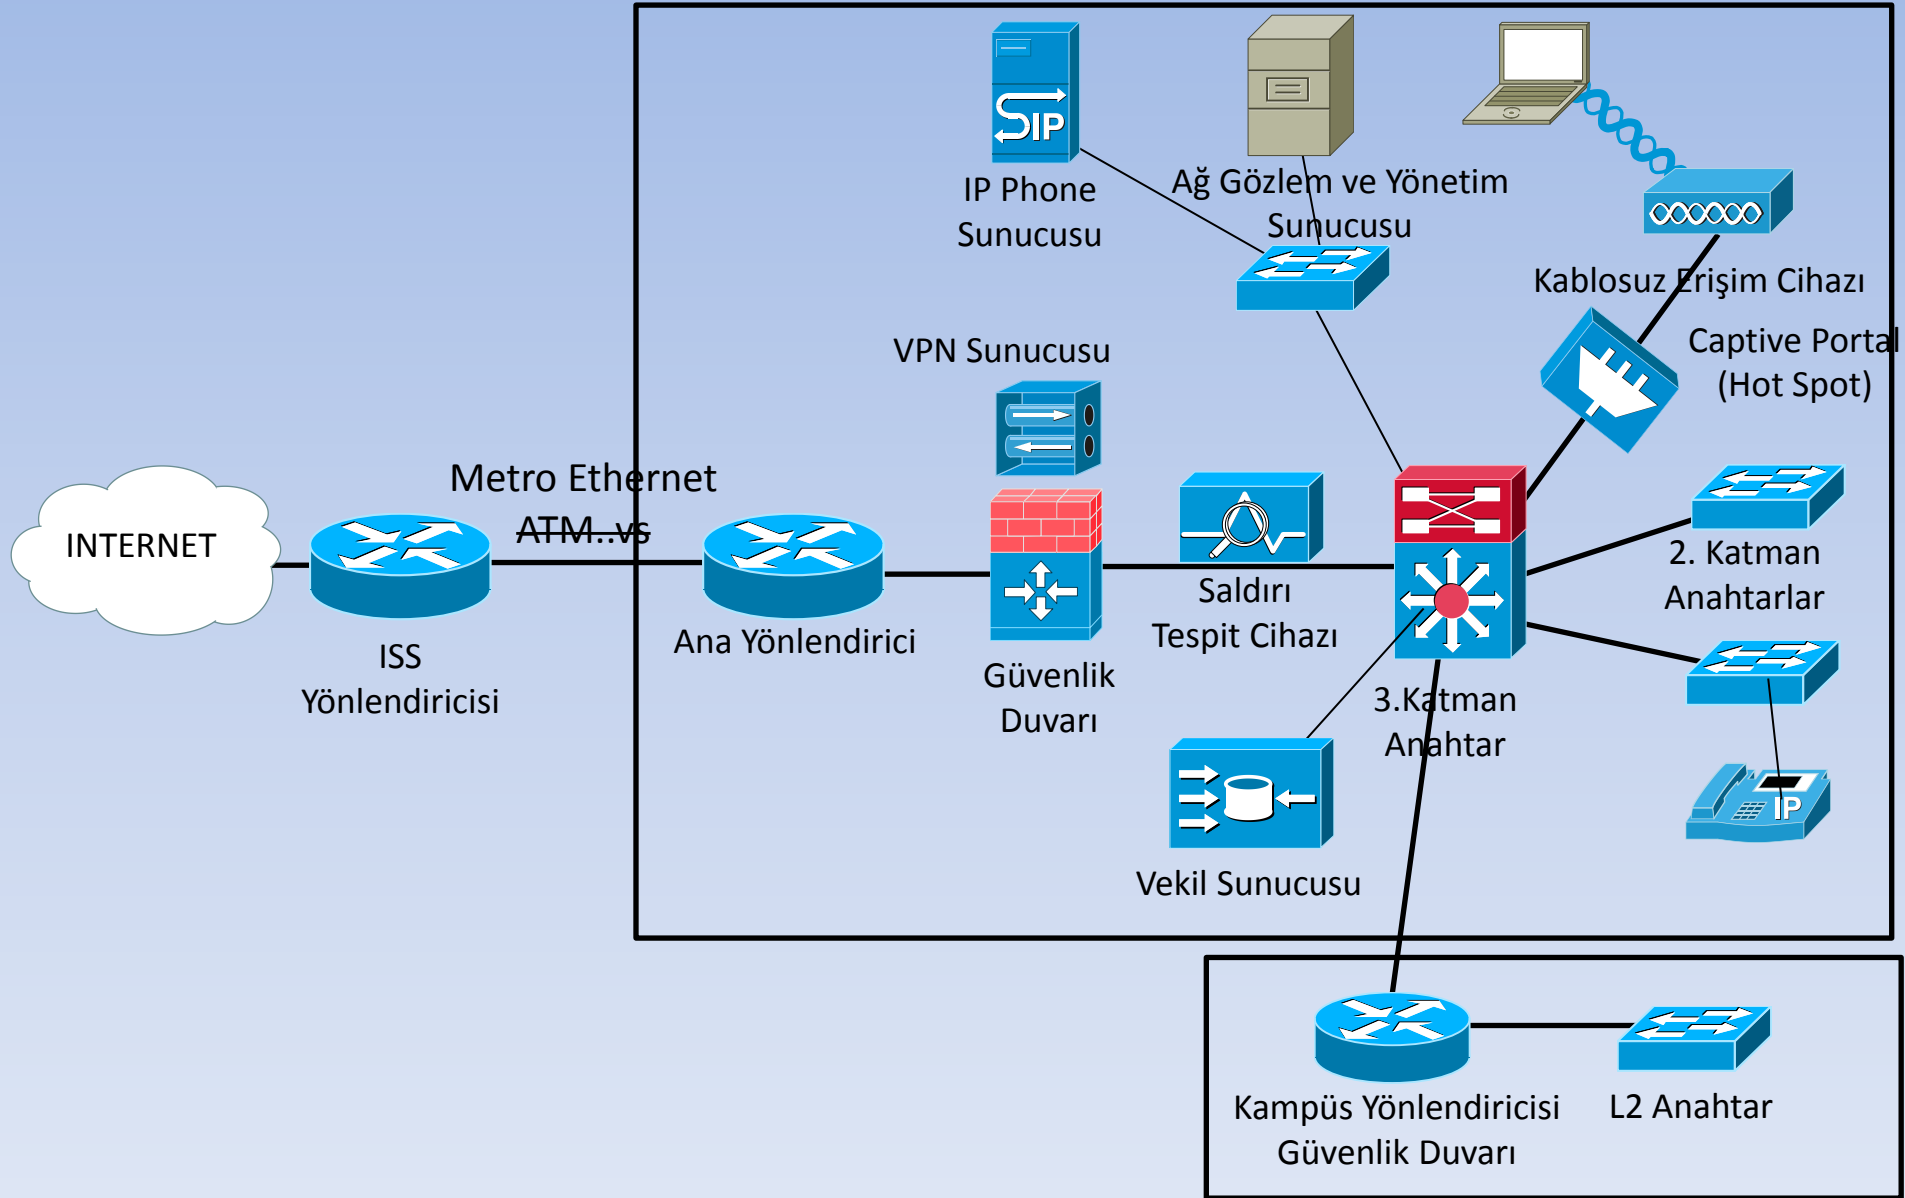 SIP
IP Phone
Sunucusu
Ağ Gözlem ve Yönetim
Sunucusu
Kablosuz Erişim Cihazı
Captive Portal
(Hot Spot)
VPN Sunucusu
Metro Ethernet
ATM..vs
INTERNET
ISS
Yönlendiricisi
Ana Yönlendirici
Güvenlik
Duvarı
Saldırı
Tespit Cihazı
3.Katman
Anahtar
2. Katman
Anahtarlar
IP
Vekil Sunucusu
Kampüs Yönlendiricisi
Güvenlik Duvarı
L2 Anahtar